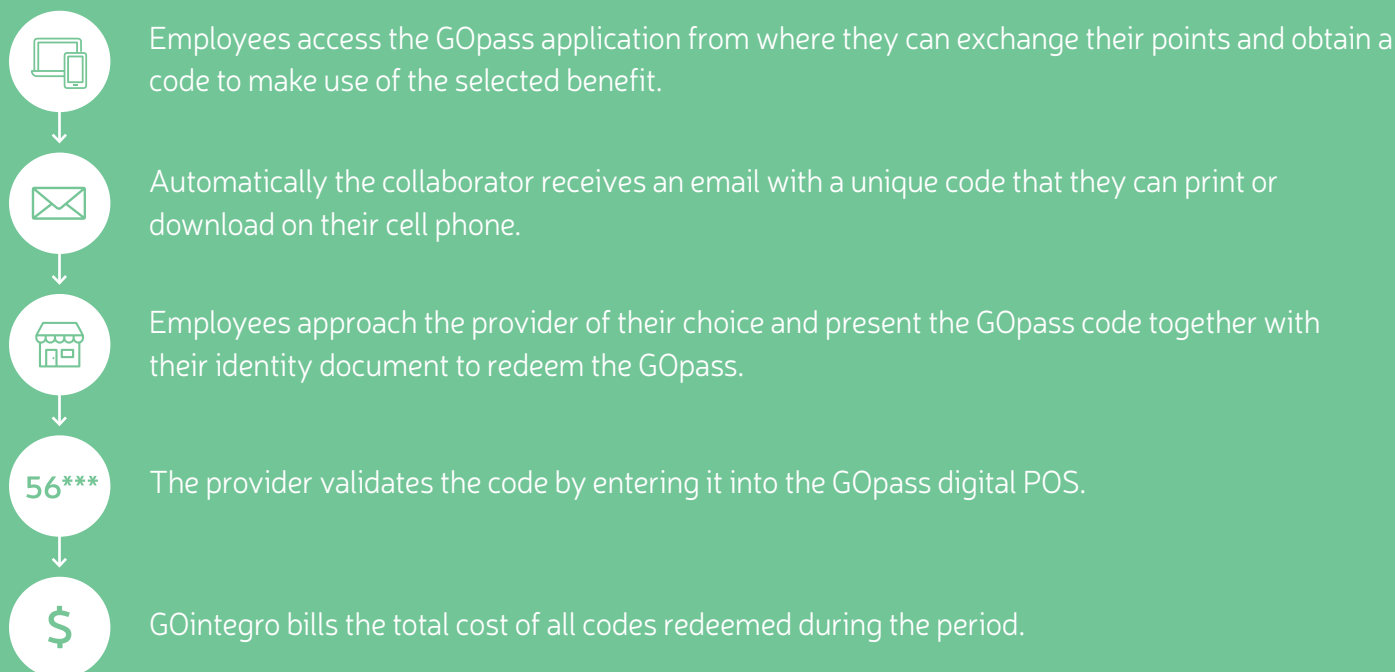 Employees access the GOpass application from where they can exchange their points and obtain a
code to make use of the selected benefit.
Automatically the collaborator receives an email with a unique code that they can print or
download on their cell phone.
Employees approach the provider of their choice and present the GOpass code together with
their identity document to redeem the GOpass.
56***
The provider validates the code by entering it into the GOpass digital POS.
$
GOintegro bills the total cost of all codes redeemed during the period.